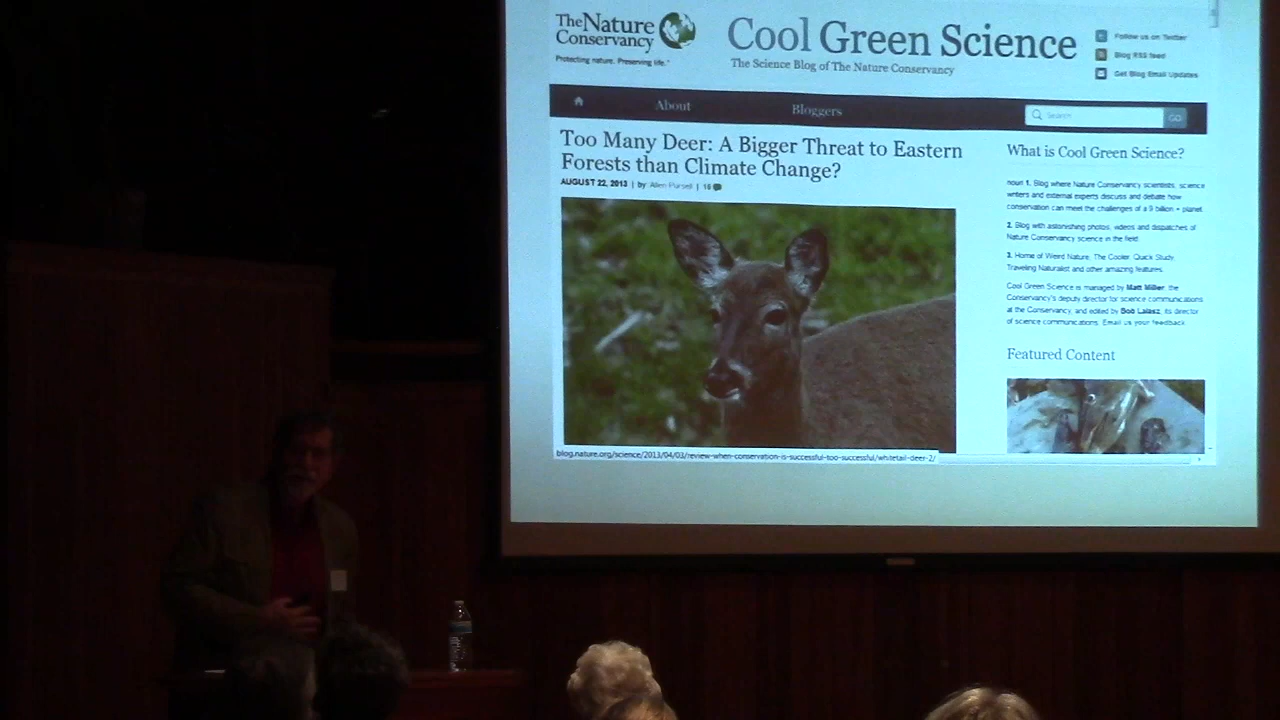 The Nature
Conservancy
Protecting nature. Preserving life.™
Cool Green Science
The Science Blog of The Nature Conservancy
Follow us on Twitter
Blog RSS feed
Get Blog Email Updates
About
Bloggers
Search
GO
Too Many Deer: A Bigger Threat to Eastern
Forests than Climate Change?
AUGUST 22, 2013 | by Allen Pursell | 16
What is Cool Green Science?
noun 1. Blog where Nature Conservancy scientists, science
writers and external experts discuss and debate how
conservation can meet the challenges of a 9 billion + planet.
2. Blog with astonishing photos, videos and dispatches of
Nature Conservancy science in the field.
3. Home of Weird Nature, The Cooler, Quick Study,
Traveling Naturalist and other amazing features.
Cool Green Science is managed by Matt Miller, the
Conservancy's deputy director for science communications
at the Conservancy, and edited by Bob Lalasz, its director
of science communications. Email us your feedback.
Featured Content
blog.nature.org/science/2013/04/03/review-when-conservation-is-successful-too-successful/whitetail-deer-2/